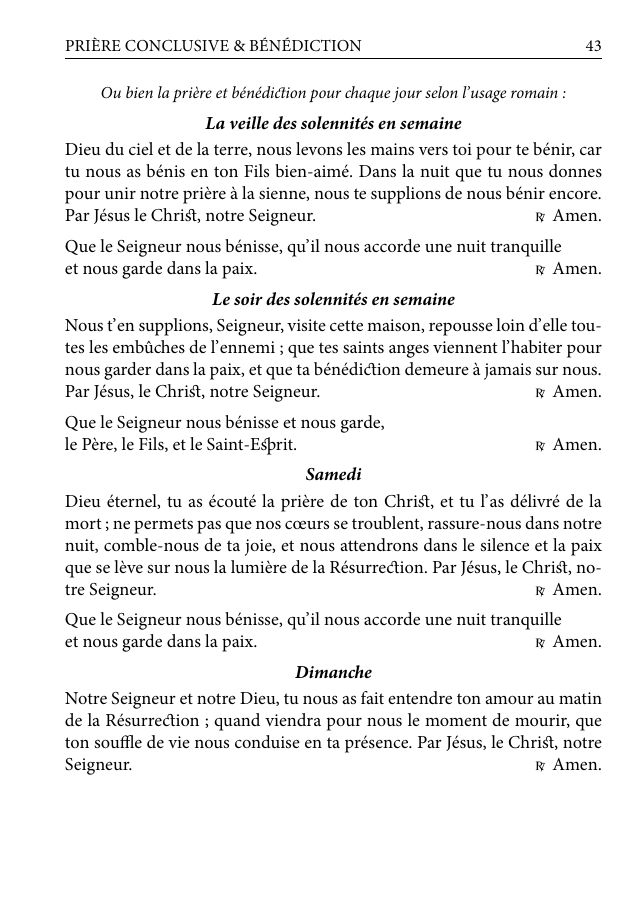 PRIÈRE CONCLUSIVE & BÉNÉDICTION 43
Ou bien la prière et bénédiction pour chaque jour selon l’usage romain :
La veille des solennités en semaine
Dieu du ciel et de la terre, nous levons les mains vers toi pour te bénir, car
tu nous as bénis en ton Fils bien-aimé. Dans la nuit que tu nous donnes
pour unir notre prière à la sienne, nous te supplions de nous bénir encore.
Par Jésus le Christ, notre Seigneur. ℟ Amen.
Que le Seigneur nous bénisse, qu’il nous accorde une nuit tranquille
et nous garde dans la paix. ℟ Amen.
Le soir des solennités en semaine
Nous t’en supplions, Seigneur, visite cette maison, repousse loin d’elle tou-
tes les embûches de l’ennemi ; que tes saints anges viennent l’habiter pour
nous garder dans la paix, et que ta bénédiction demeure à jamais sur nous.
Par Jésus, le Christ, notre Seigneur. ℟ Amen.
Que le Seigneur nous bénisse et nous garde,
le Père, le Fils, et le Saint-Esprit. ℟ Amen.
Samedi
Dieu éternel, tu as écouté la prière de ton Christ, et tu l’as délivré de la
mort ; ne permets pas que nos cœurs se troublent, rassure-nous dans notre
nuit, comble-nous de ta joie, et nous attendrons dans le silence et la paix
que se lève sur nous la lumière de la Résurrection. Par Jésus, le Christ, no-
tre Seigneur. ℟ Amen.
Que le Seigneur nous bénisse, qu’il nous accorde une nuit tranquille
et nous garde dans la paix. ℟ Amen.
Dimanche
Notre Seigneur et notre Dieu, tu nous as fait entendre ton amour au matin
de la Résurrection ; quand viendra pour nous le moment de mourir, que
ton souffle de vie nous conduise en ta présence. Par Jésus, le Christ, notre
Seigneur. ℟ Amen.